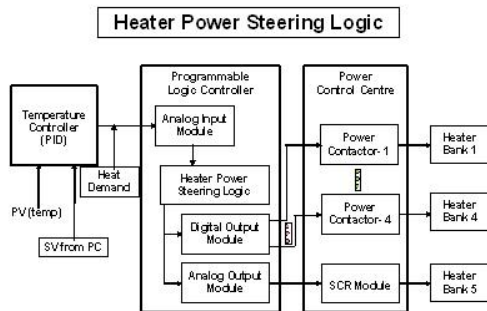 Heater Power Steering Logic
Programmable
Logic Controller
Power
Control Centre
Temperature
Controller
(PID)
Analog Input
Module
Power
Contactor-1
Heater
Bank 1
Heat
Demand
Heater Power
Steering Logic
PV(temp)
Digital Output
Module
Power
Contactor-4
Heater
Bank 4
SV from PC
Analog Output
Module
SCR Module
Heater
Bank 5